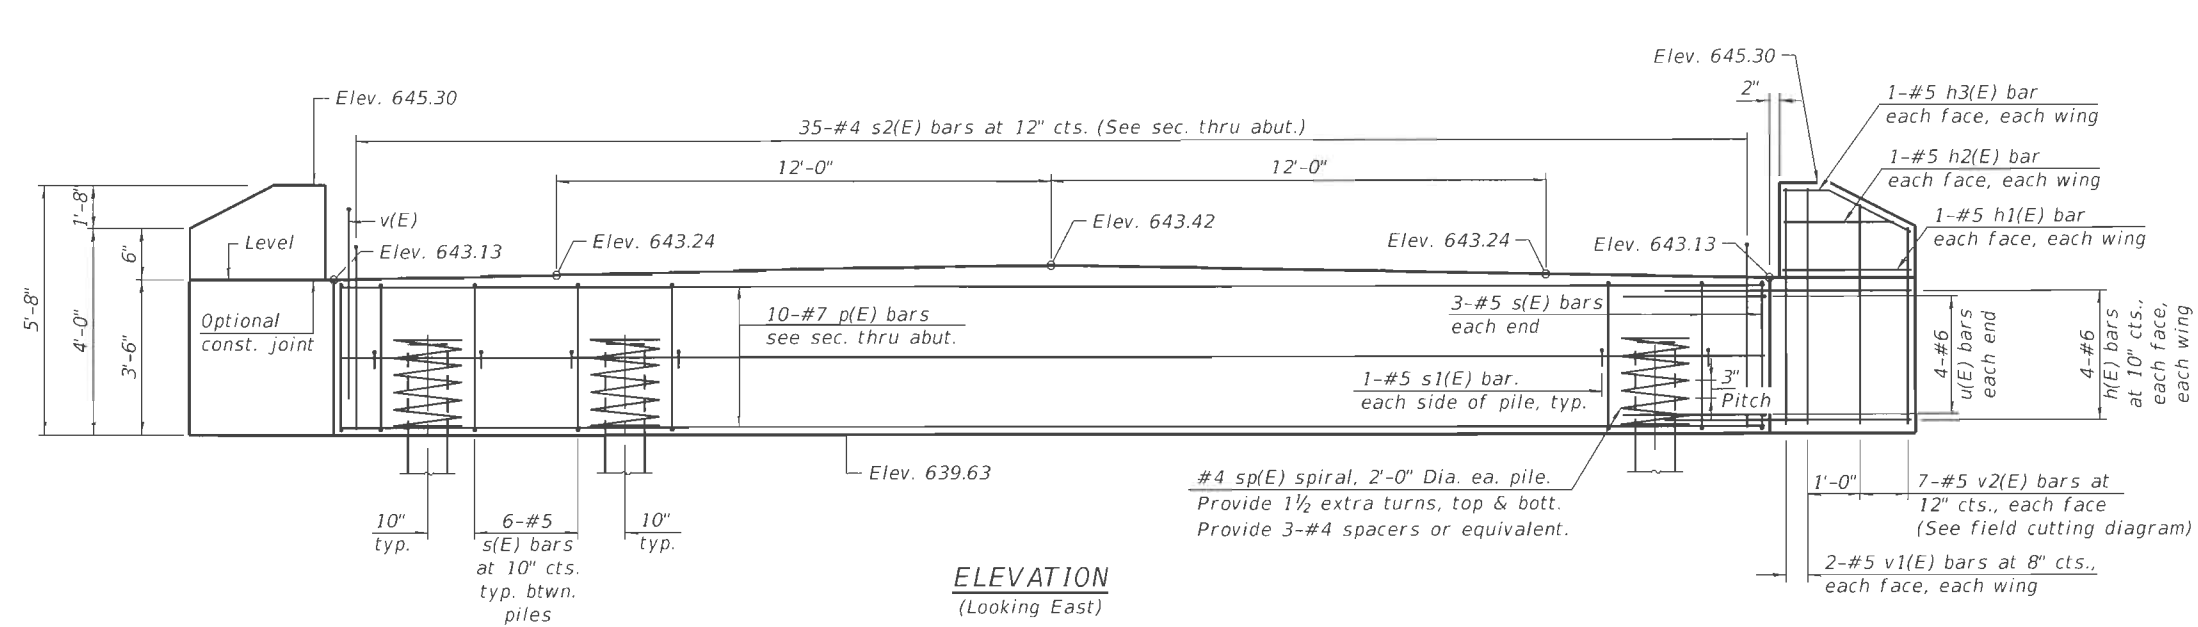 Elev. 645.30
2"
1-#5 h3(E) bar
each face, each wing
Elev. 645.30
35-#4 s2(E) bars at 12" cts. (See sec. thru abut.)
1-#5 h2(E) bar
each face, each wing
12'-0"
12'-0"
1'-8"
v(E)
Elev. 643.42
1-#5 h1(E) bar
each face, each wing
Level
6"
Elev. 643.13
Elev. 643.24
Elev. 643.24
Elev. 643.13
5'-8"
4'-0"
3'-6"
Optional
const. joint
10-#7 p(E) bars
see sec. thru abut.
3-#5 s(E) bars
each end
4-#6
u(E) bars
each end
4-#6
h(E) bars
at 10" cts.,
each face,
each wing
1-#5 s1(E) bar.
each side of pile, typ.
3"
Pitch
Elev. 639.63
#4 sp(E) spiral, 2'-0" Dia. ea. pile.
Provide 1½ extra turns, top & bott.
Provide 3-#4 spacers or equivalent.
1'-0"
7-#5 v2(E) bars at
12" cts., each face
(See field cutting diagram)
10"
typ.
6-#5
s(E) bars
at 10" cts.
typ. btwn.
piles
10"
typ.
2-#5 v1(E) bars at 8" cts.,
each face, each wing
ELEVATION
(Looking East)